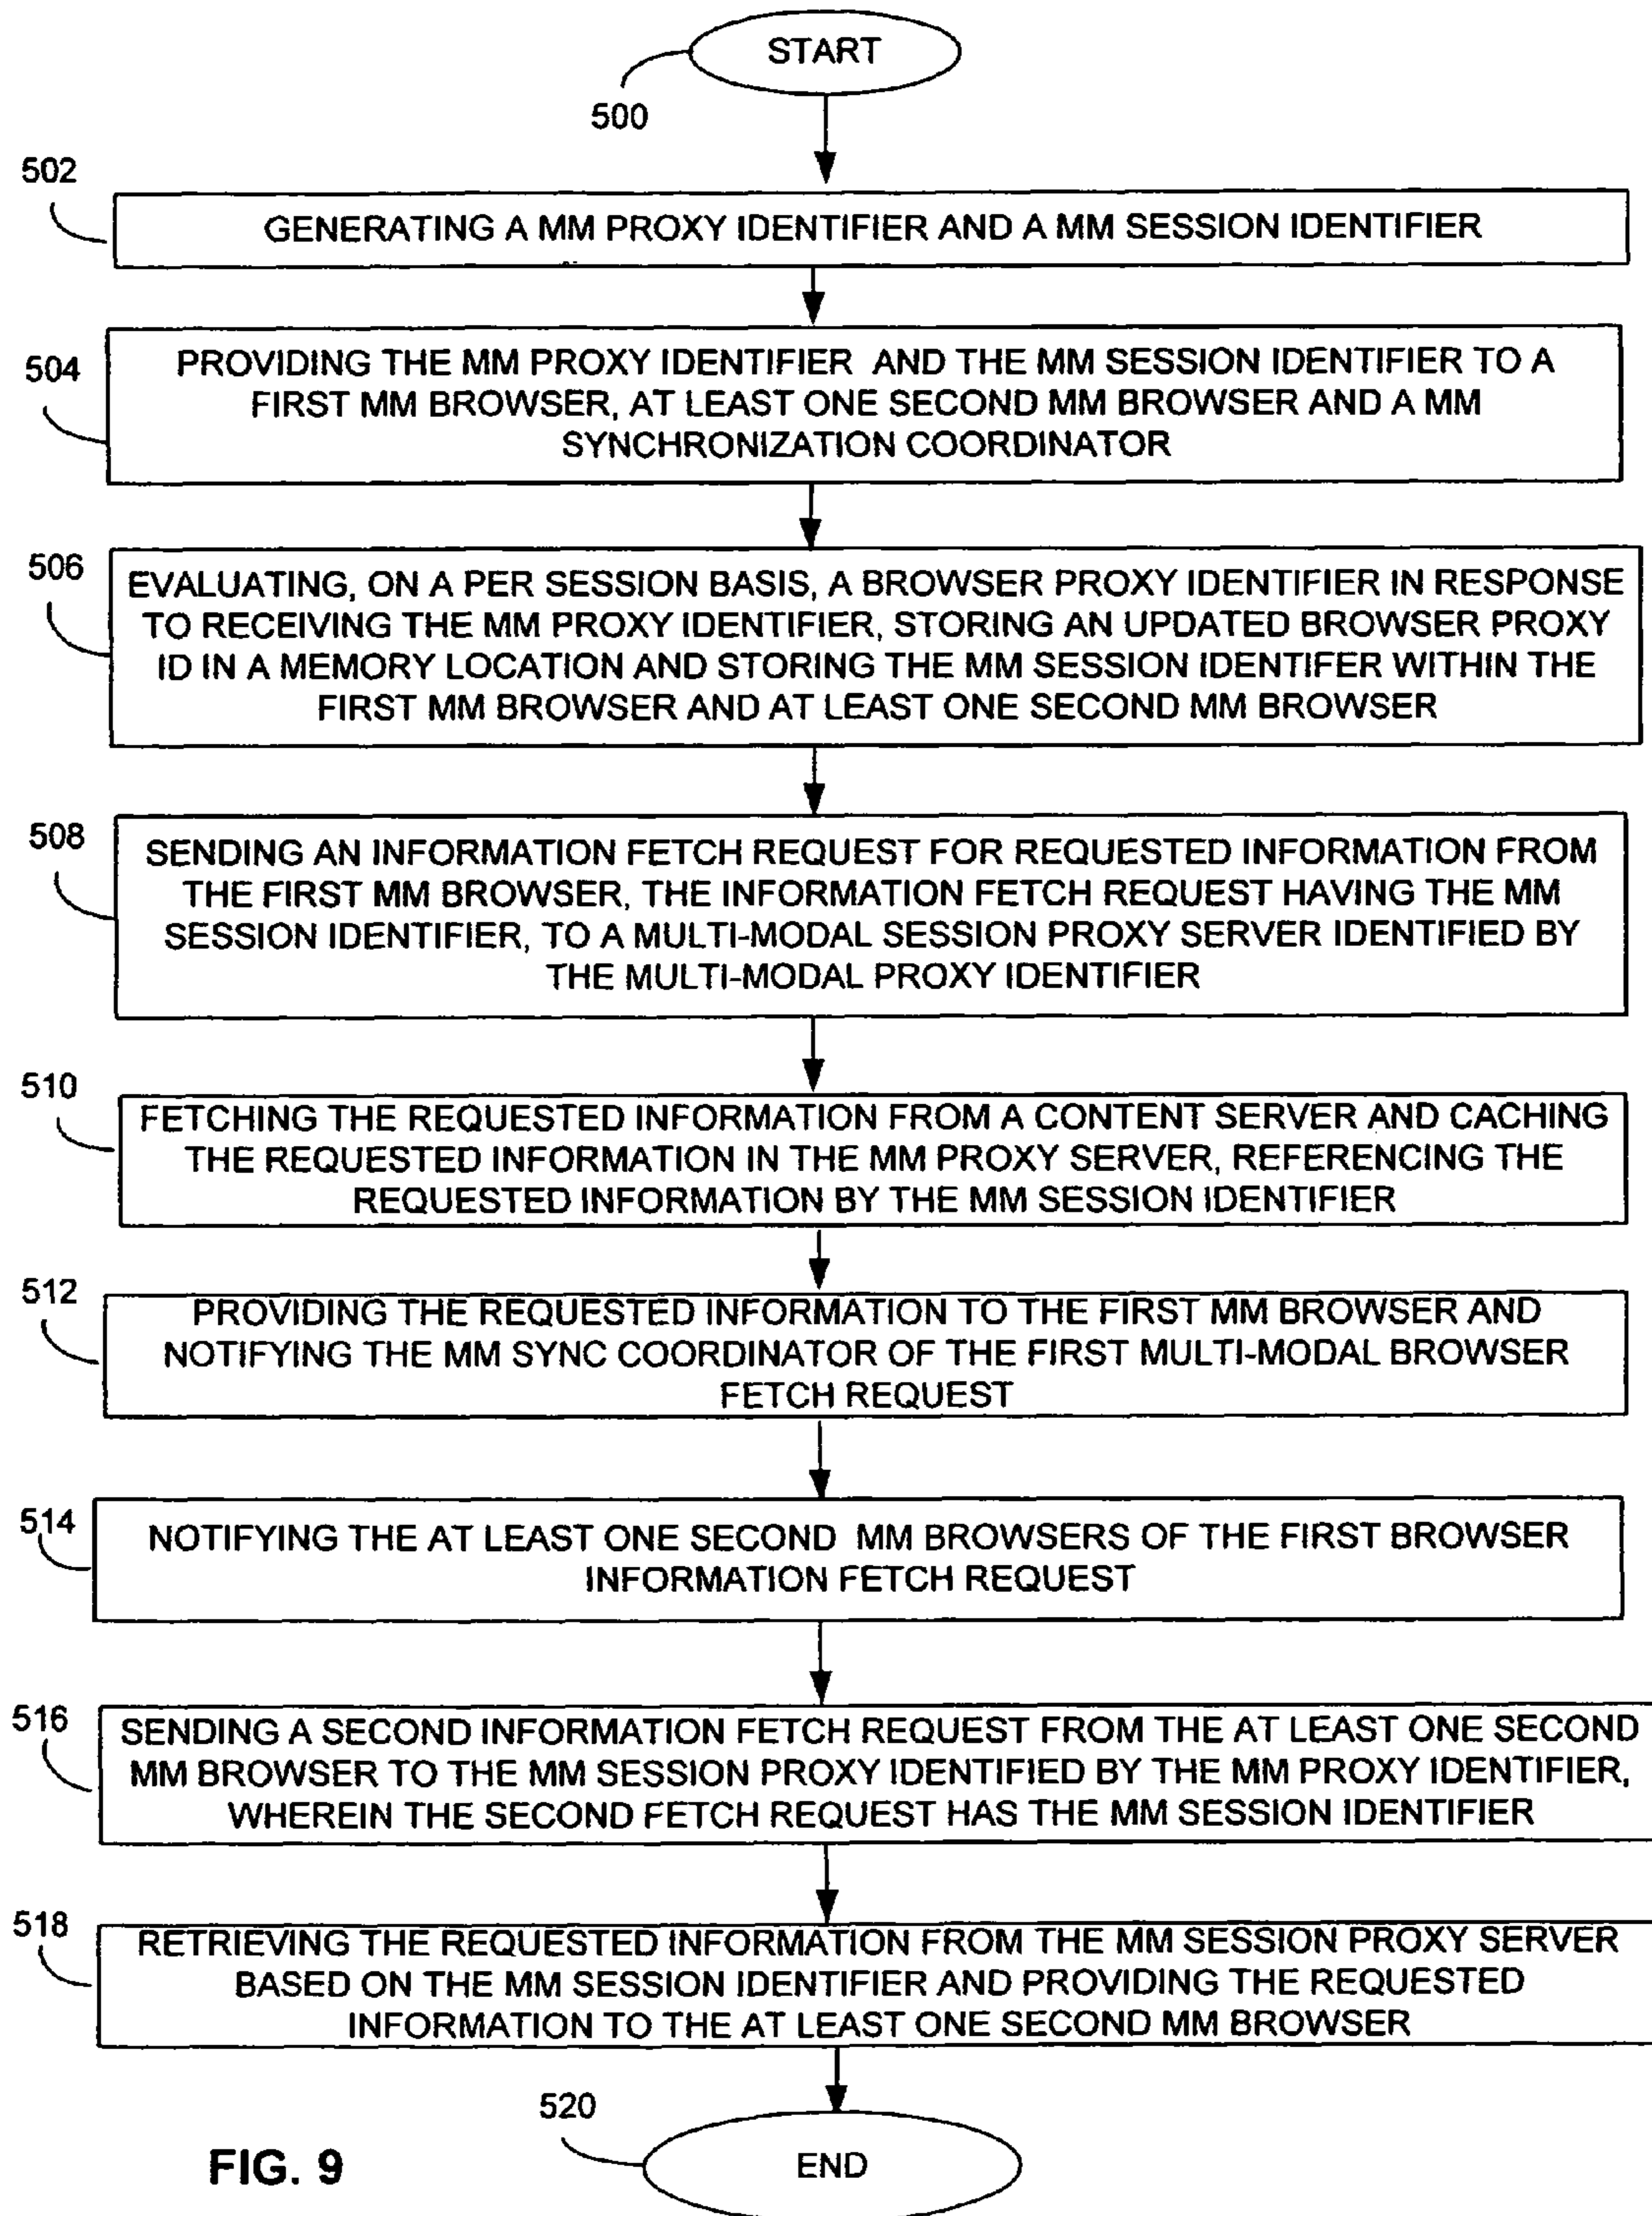 START
500
502
GENERATING A MM PROXY IDENTIFIER AND A MM SESSION IDENTIFIER
504
PROVIDING THE MM PROXY IDENTIFIER AND THE MM SESSION IDENTIFIER TO A
FIRST MM BROWSER, AT LEAST ONE SECOND MM BROWSER AND A MM
SYNCHRONIZATION COORDINATOR
506
EVALUATING, ON A PER SESSION BASIS, A BROWSER PROXY IDENTIFIER IN RESPONSE
TO RECEIVING THE MM PROXY IDENTIFIER, STORING AN UPDATED BROWSER PROXY
ID IN A MEMORY LOCATION AND STORING THE MM SESSION IDENTIFER WITHIN THE
FIRST MM BROWSER AND AT LEAST ONE SECOND MM BROWSER
508
SENDING AN INFORMATION FETCH REQUEST FOR REQUESTED INFORMATION FROM
THE FIRST MM BROWSER, THE INFORMATION FETCH REQUEST HAVING THE MM
SESSION IDENTIFIER, TO A MULTI-MODAL SESSION PROXY SERVER IDENTIFIED BY
THE MULTI-MODAL PROXY IDENTIFIER
510
FETCHING THE REQUESTED INFORMATION FROM A CONTENT SERVER AND CACHING
THE REQUESTED INFORMATION IN THE MM PROXY SERVER, REFERENCING THE
REQUESTED INFORMATION BY THE MM SESSION IDENTIFIER
512
PROVIDING THE REQUESTED INFORMATION TO THE FIRST MM BROWSER AND
NOTIFYING THE MM SYNC COORDINATOR OF THE FIRST MULTI-MODAL BROWSER
FETCH REQUEST
514
NOTIFYING THE AT LEAST ONE SECOND MM BROWSERS OF THE FIRST BROWSER
INFORMATION FETCH REQUEST
516
SENDING A SECOND INFORMATION FETCH REQUEST FROM THE AT LEAST ONE SECOND
MM BROWSER TO THE MM SESSION PROXY IDENTIFIED BY THE MM PROXY IDENTIFIER,
WHEREIN THE SECOND FETCH REQUEST HAS THE MM SESSION IDENTIFIER
518
RETRIEVING THE REQUESTED INFORMATION FROM THE MM SESSION PROXY SERVER
BASED ON THE MM SESSION IDENTIFIER AND PROVIDING THE REQUESTED
INFORMATION TO THE AT LEAST ONE SECOND MM BROWSER
520
END
FIG. 9